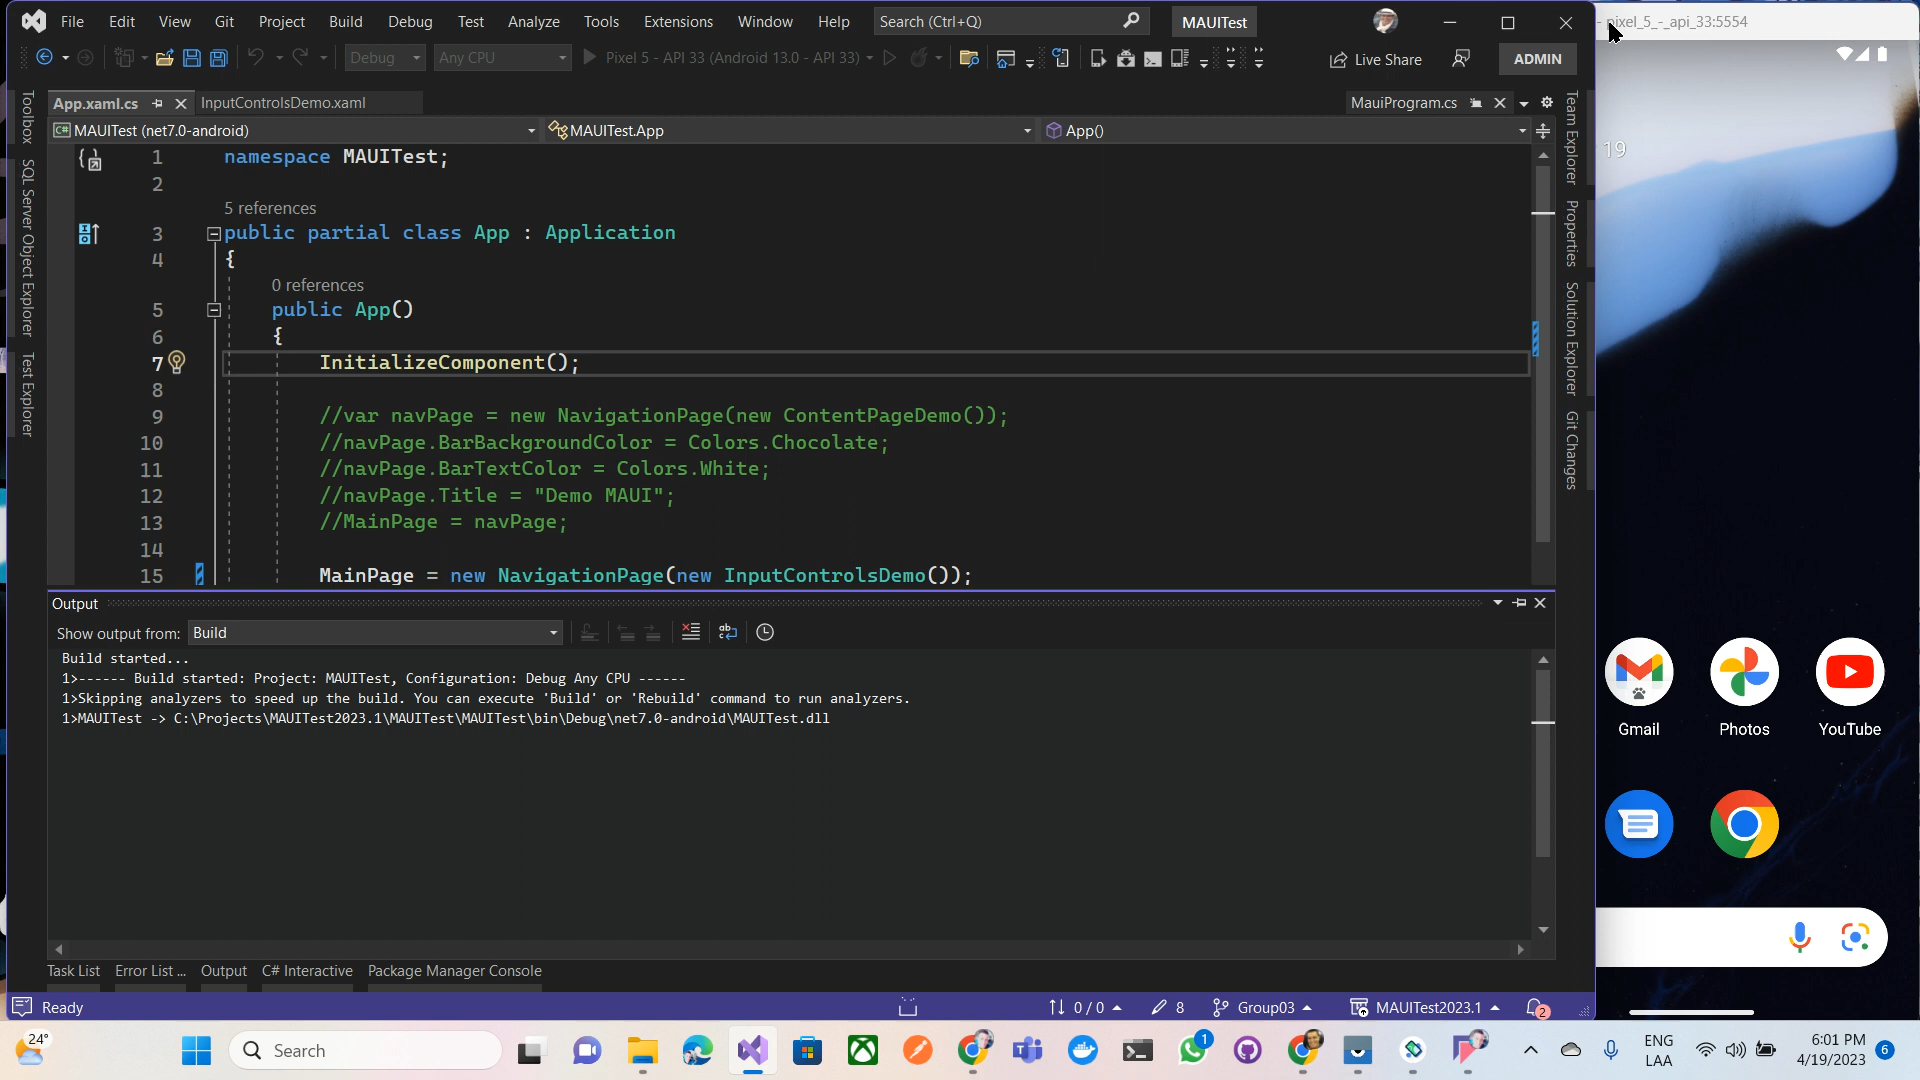 File Edit View Git Project Build Debug Test Analyze Tools Extensions Window Help Search (Ctrl+Q) MAUITest
- pixel_5_-_api_33:5554
Debug Any CPU Pixel 5 - API 33 (Android 13.0 - API 33) Live Share ADMIN
App.xaml.cs InputControlsDemo.xaml MauiProgram.cs
MAUITest (net7.0-android) MAUITest.App App()
Toolbox
SQL Server Object Explorer
Test Explorer
1 namespace MAUITest;
2
5 references
3 public partial class App : Application
4 {
0 references
5 public App()
6 {
7 InitializeComponent();
8
9 //var navPage = new NavigationPage(new ContentPageDemo());
10 //navPage.BarBackgroundColor = Colors.Chocolate;
11 //navPage.BarTextColor = Colors.White;
12 //navPage.Title = "Demo MAUI";
13 //MainPage = navPage;
14
15 MainPage = new NavigationPage(new InputControlsDemo());
Team Explorer
Properties
Solution Explorer
Git Changes
19
Output
Show output from: Build
Build started...
1>------ Build started: Project: MAUITest, Configuration: Debug Any CPU ------
1>Skipping analyzers to speed up the build. You can execute 'Build' or 'Rebuild' command to run analyzers.
1>MAUITest -> C:\Projects\MAUITest2023.1\MAUITest\MAUITest\bin\Debug\net7.0-android\MAUITest.dll
Gmail Photos YouTube
Task List Error List ... Output C# Interactive Package Manager Console
Ready 0 / 0 8 Group03 MAUITest2023.1 2
24° Search 1 ENG 6:01 PM
LAA 4/19/2023 6